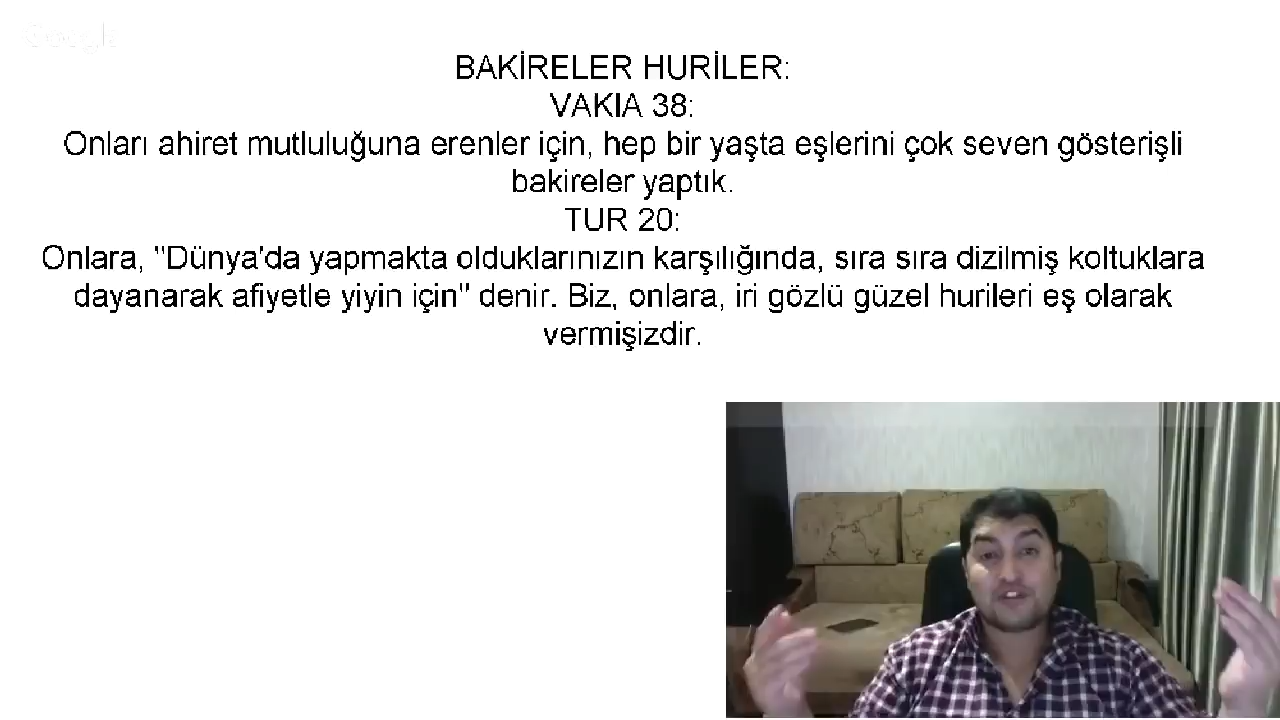 Google
BAKİRELER HURİLER:
VAKIA 38:
Onları ahiret mutluluğuna erenler için, hep bir yaşta eşlerini çok seven gösterişli
bakireler yaptık.
TUR 20:
Onlara, "Dünya'da yapmakta olduklarınızın karşılığında, sıra sıra dizilmiş koltuklara
dayanarak afiyetle yiyin için" denir. Biz, onlara, iri gözlü güzel hurileri eş olarak
vermişizdir.